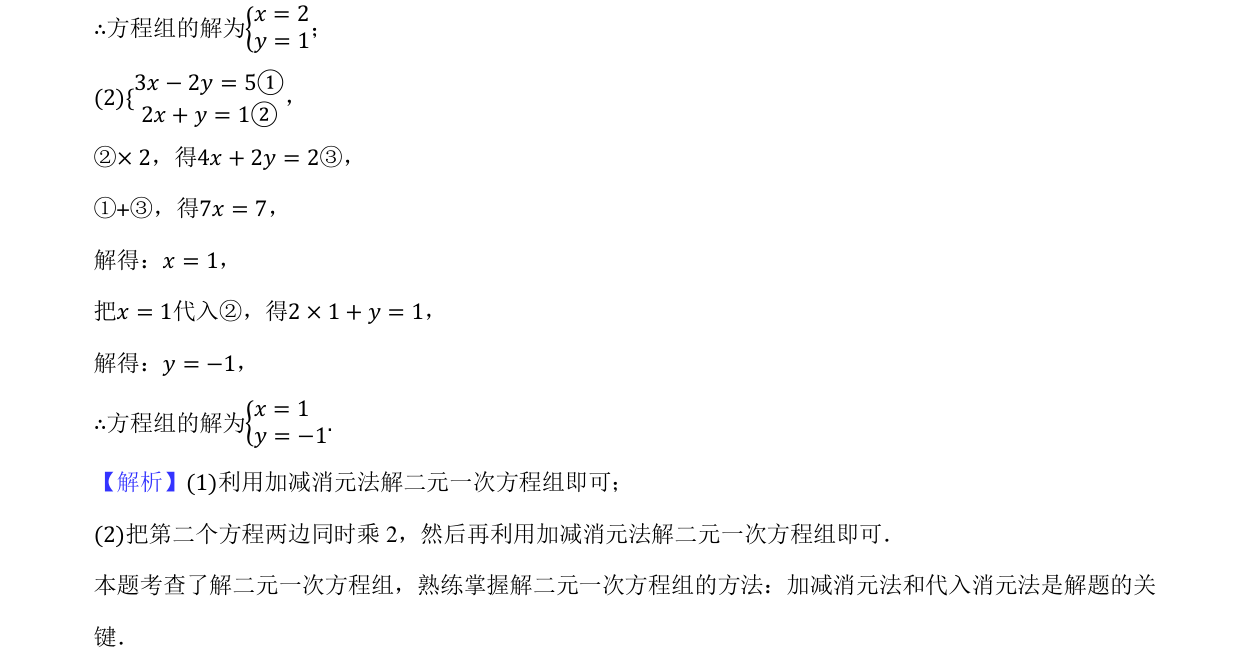 ∴方程组的解为{x = 2
y = 1;
(2){3x − 2y = 5①
2x + y = 1②,
②× 2，得4x + 2y = 2③，
①+③，得7x = 7，
解得：x = 1，
把x = 1代入②，得2 × 1 + y = 1，
解得：y = −1，
∴方程组的解为{x = 1
y = −1.
【解析】(1)利用加减消元法解二元一次方程组即可；
(2)把第二个方程两边同时乘 2，然后再利用加减消元法解二元一次方程组即可．
本题考查了解二元一次方程组，熟练掌握解二元一次方程组的方法：加减消元法和代入消元法是解题的关
键．